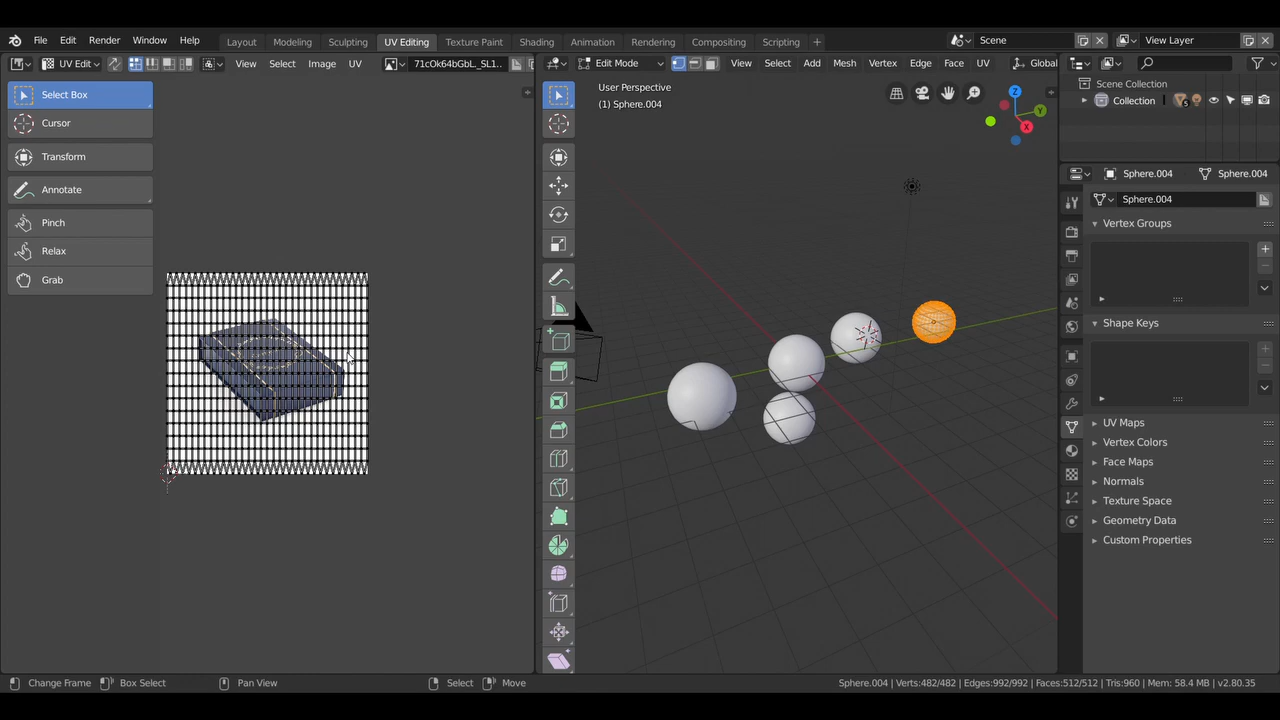 File Edit Render Window Help Layout Modeling Sculpting UV Editing Texture Paint Shading Animation Rendering Compositing Scripting + Scene View Layer
UV Edit... View Select Image UV 71cOk64bGbL._SL1... Edit Mode View Select Add Mesh Vertex Edge Face UV Global
Select Box
Cursor
Transform
Annotate
Pinch
Relax
Grab
User Perspective
(1) Sphere.004
Z
Y
X
Scene Collection
Collection
5
Sphere.004 Sphere.004
Sphere.004
Vertex Groups
Shape Keys
UV Maps
Vertex Colors
Face Maps
Normals
Texture Space
Geometry Data
Custom Properties
Change Frame Box Select Pan View Select Move Sphere.004 | Verts:482/482 | Edges:992/992 | Faces:512/512 | Tris:960 | Mem: 58.4 MB | v2.80.35